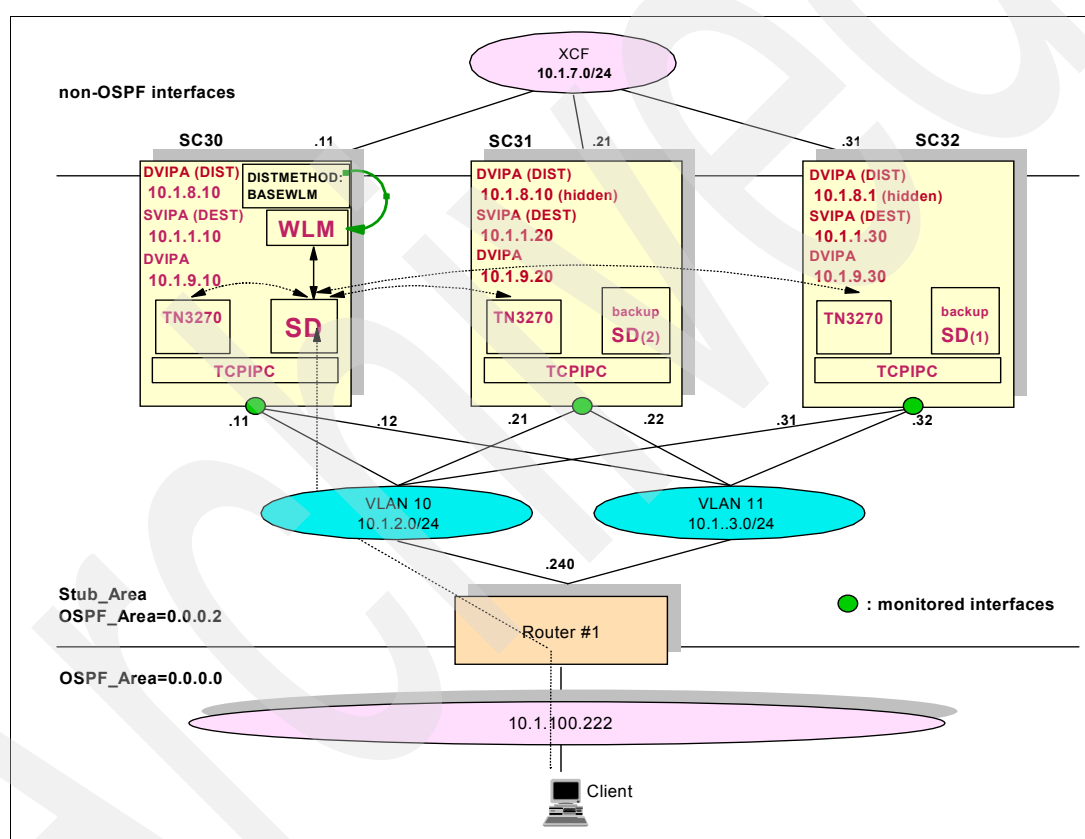 XCF
10.1.7.0/24
non-OSPF interfaces
SC30
.11
SC31
.21
.31
SC32
DVIPA (DIST)
10.1.8.10
SVIPA (DEST)
10.1.1.10
DVIPA
10.1.9.10
DISTMETHOD:
BASEWLM
WLM
TN3270
SD
TCPIPC
DVIPA (DIST)
10.1.8.10 (hidden)
SVIPA (DEST)
10.1.1.20
DVIPA
10.1.9.20
TN3270
backup
SD(2)
TCPIPC
DVIPA (DIST)
10.1.8.1 (hidden)
SVIPA (DEST)
10.1.1.30
DVIPA
10.1.9.30
TN3270
backup
SD(1)
TCPIPC
.11
.12
.21
.22
.31
.32
VLAN 10
10.1.2.0/24
VLAN 11
10.1..3.0/24
.240
Stub_Area
OSPF_Area=0.0.0.2
Router #1
: monitored interfaces
OSPF_Area=0.0.0.0
10.1.100.222
Client